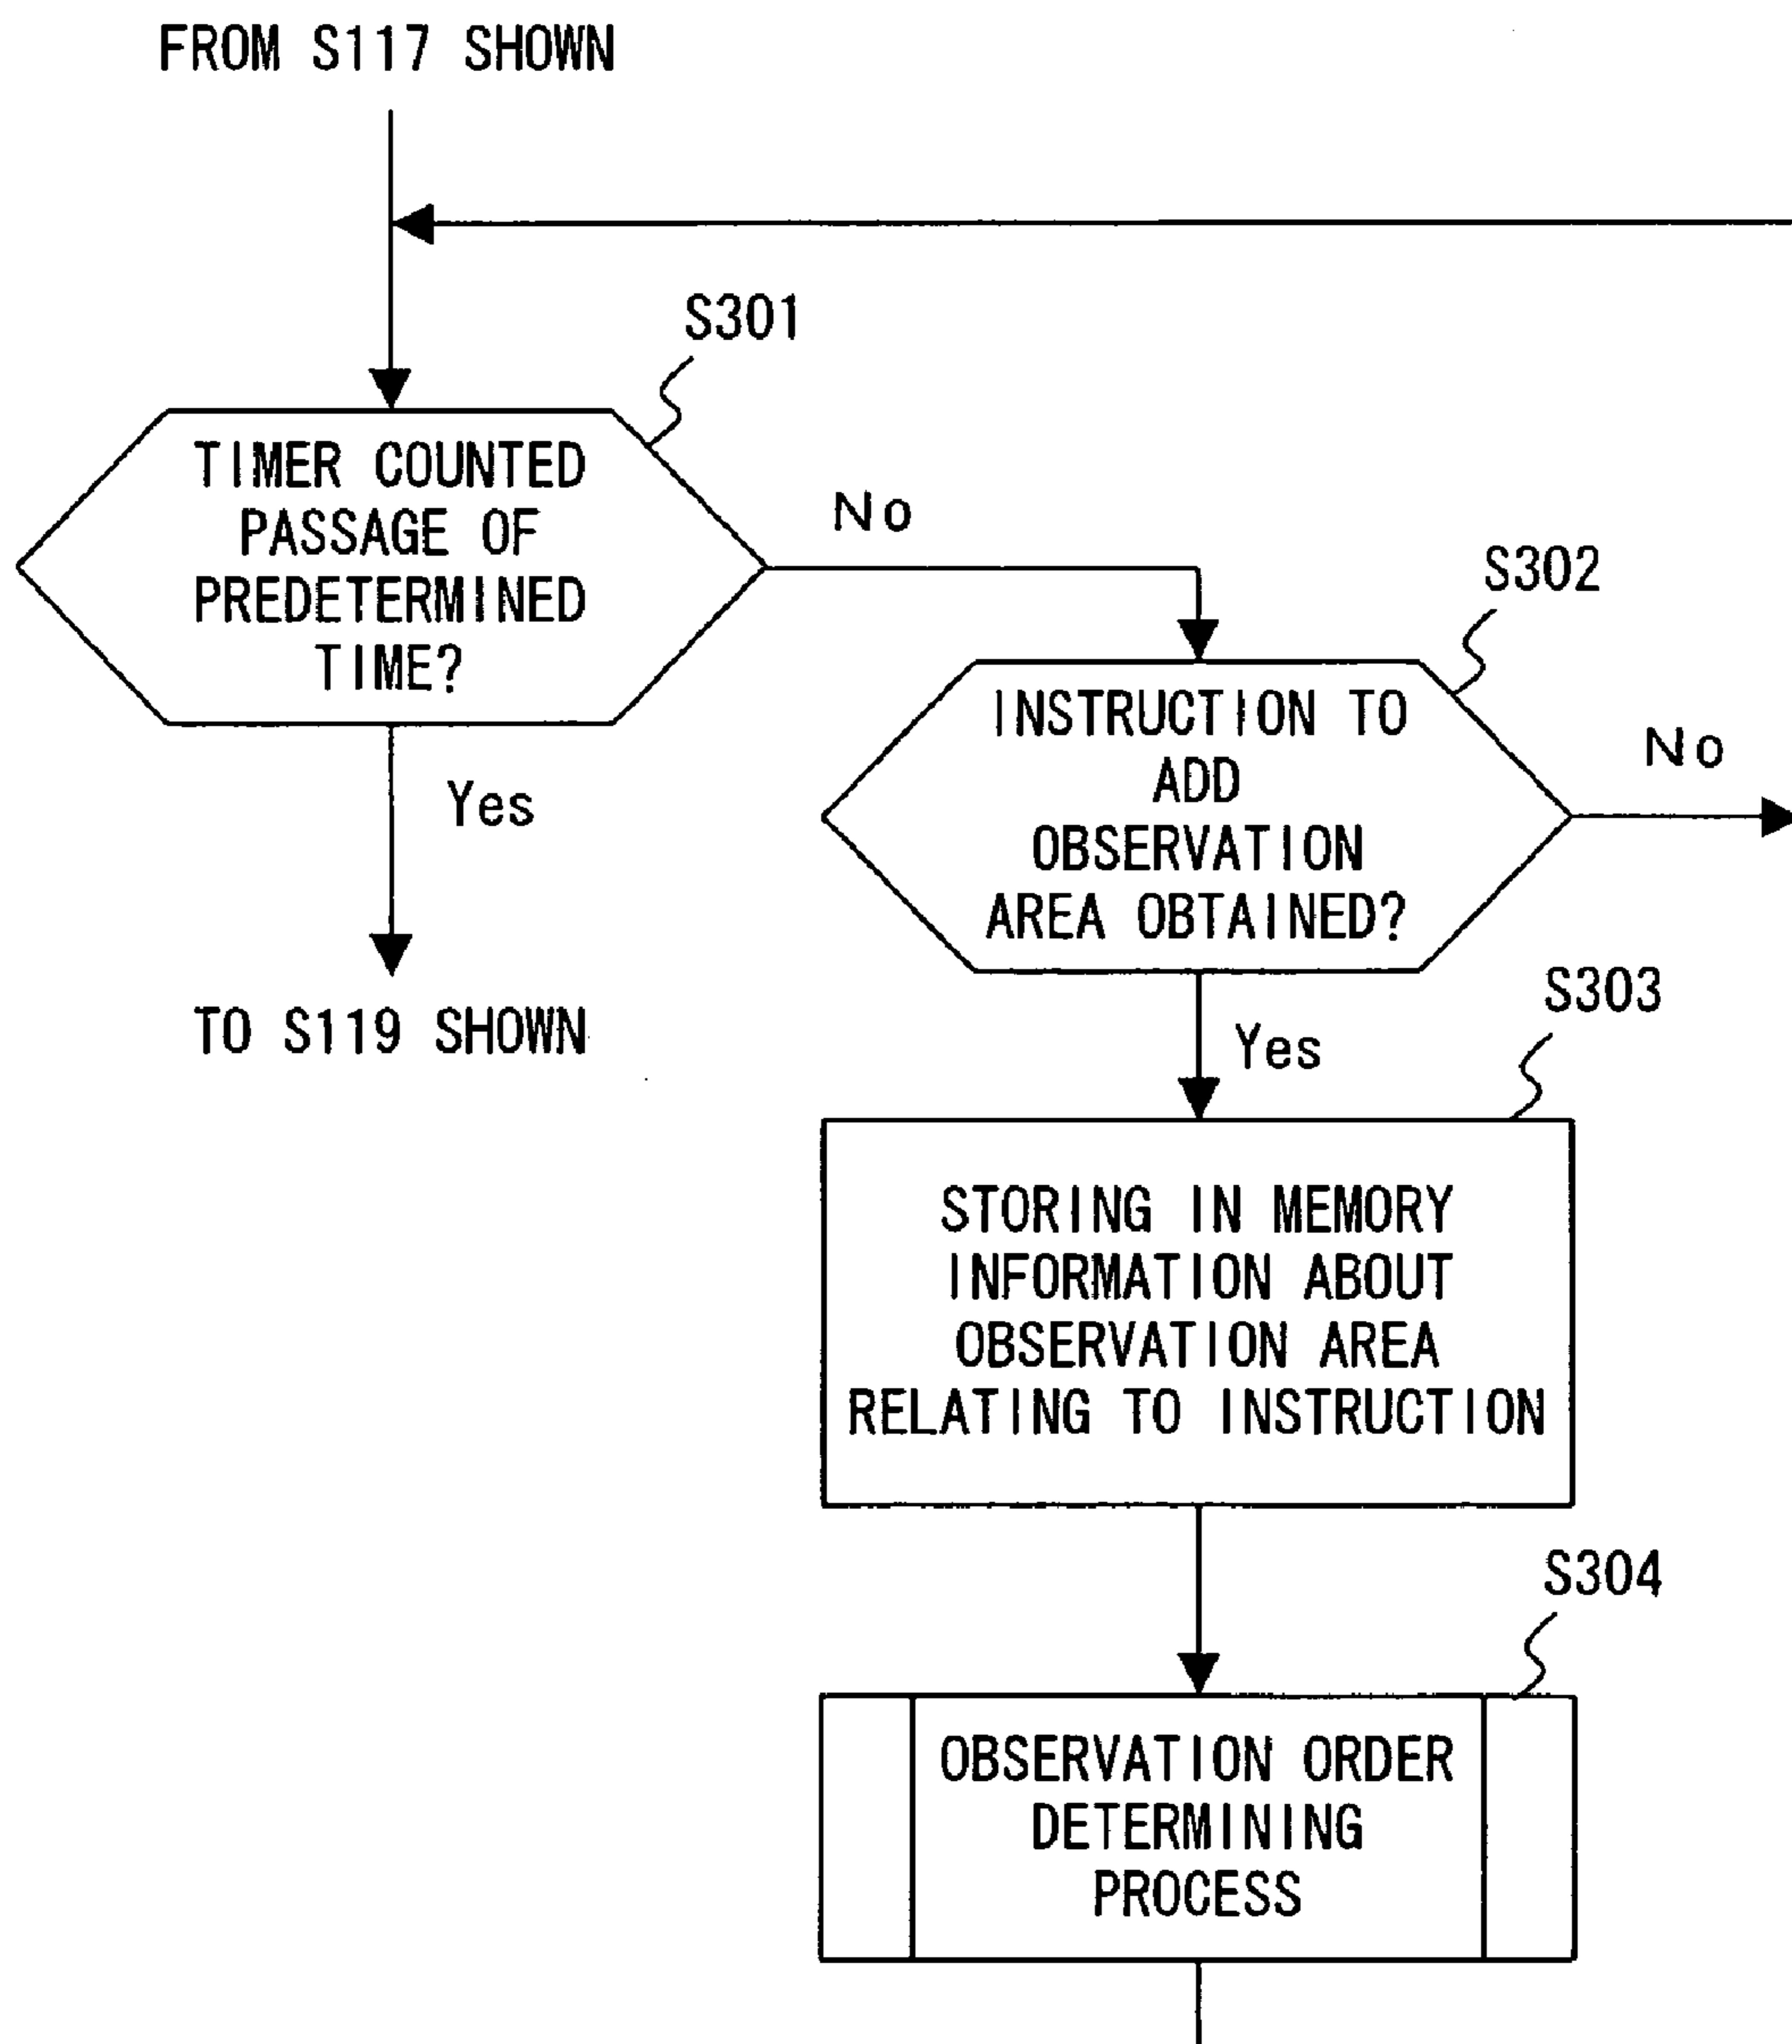 FROM S117 SHOWN
S301
TIMER COUNTED
PASSAGE OF
PREDETERMINED
TIME?
No
Yes
TO S119 SHOWN
S302
INSTRUCTION TO
ADD
OBSERVATION
AREA OBTAINED?
No
Yes
S303
STORING IN MEMORY
INFORMATION ABOUT
OBSERVATION AREA
RELATING TO INSTRUCTION
S304
OBSERVATION ORDER
DETERMINING
PROCESS